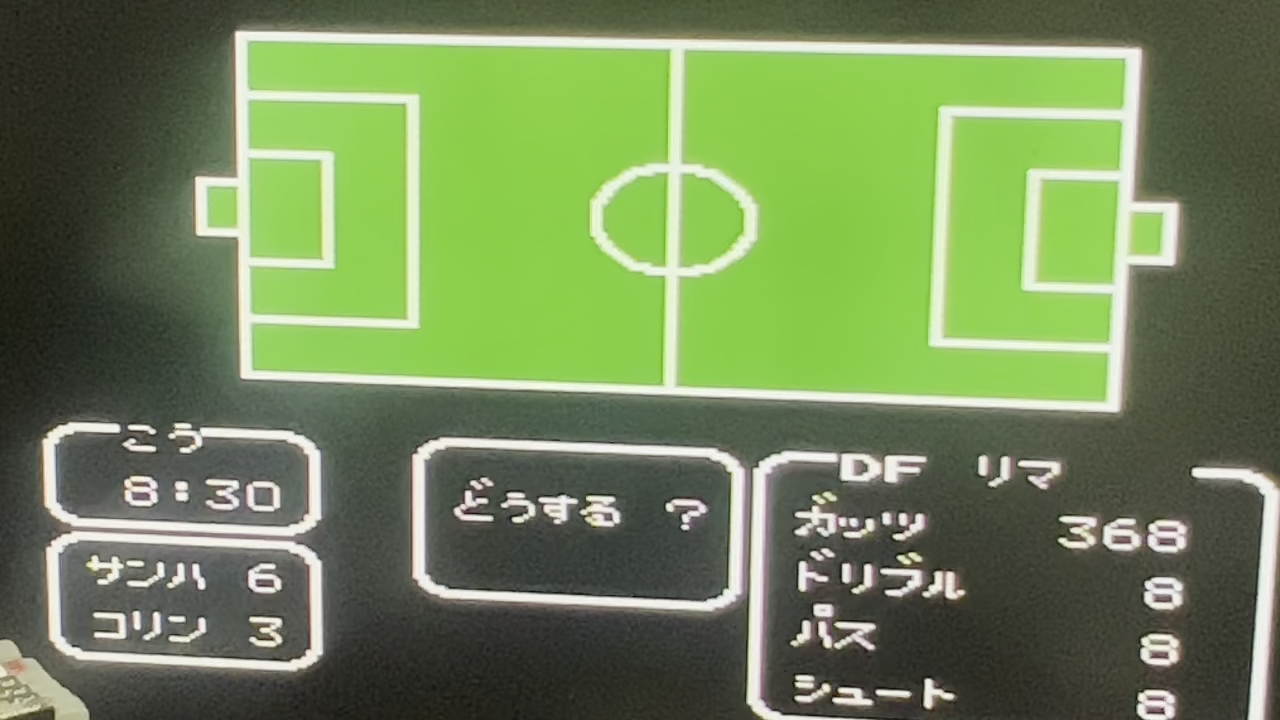 こう
8:30
サンパ 6
コリン 3
どうする ?
DF リマ
ガッツ 368
ドリブル 8
パス 8
シュート 8